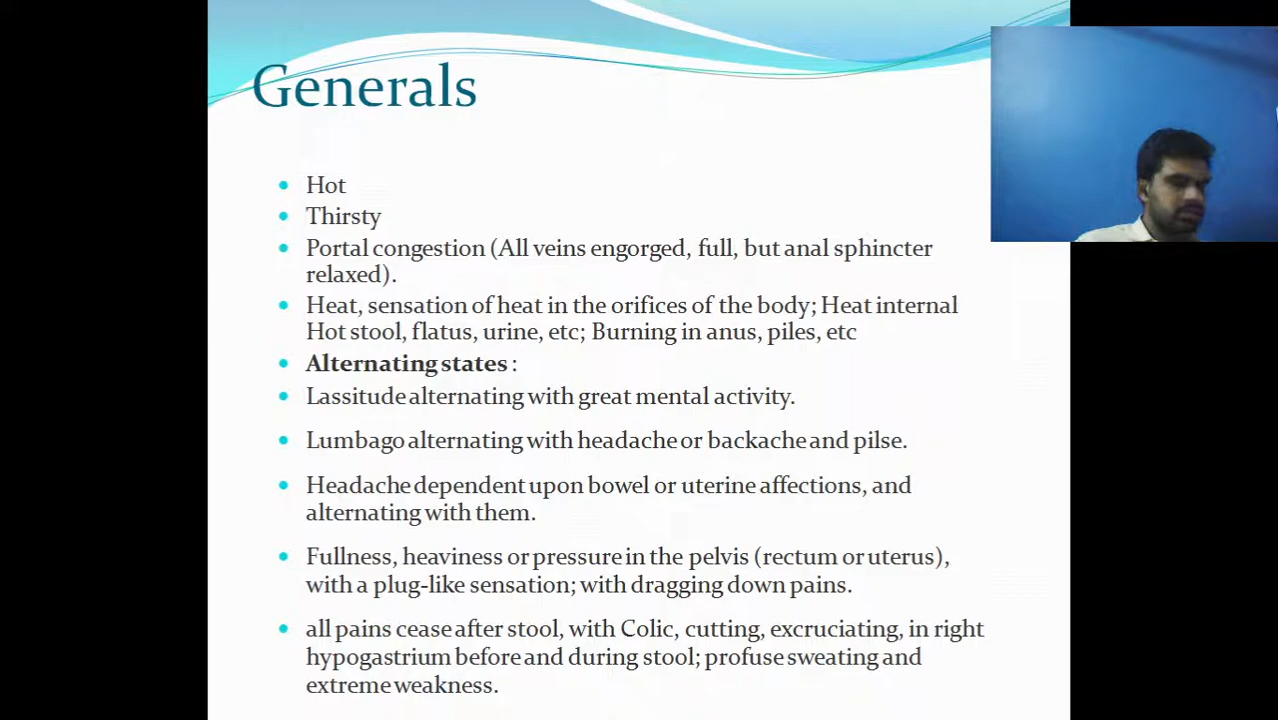 Generals
Hot
Thirsty
Portal congestion (All veins engorged, full, but anal sphincter
relaxed).
Heat, sensation of heat in the orifices of the body; Heat internal
Hot stool, flatus, urine, etc; Burning in anus, piles, etc
Alternating states :
Lassitude alternating with great mental activity.
Lumbago alternating with headache or backache and pilse.
Headache dependent upon bowel or uterine affections, and
alternating with them.
Fullness, heaviness or pressure in the pelvis (rectum or uterus),
with a plug-like sensation; with dragging down pains.
all pains cease after stool, with Colic, cutting, excruciating, in right
hypogastrium before and during stool; profuse sweating and
extreme weakness.